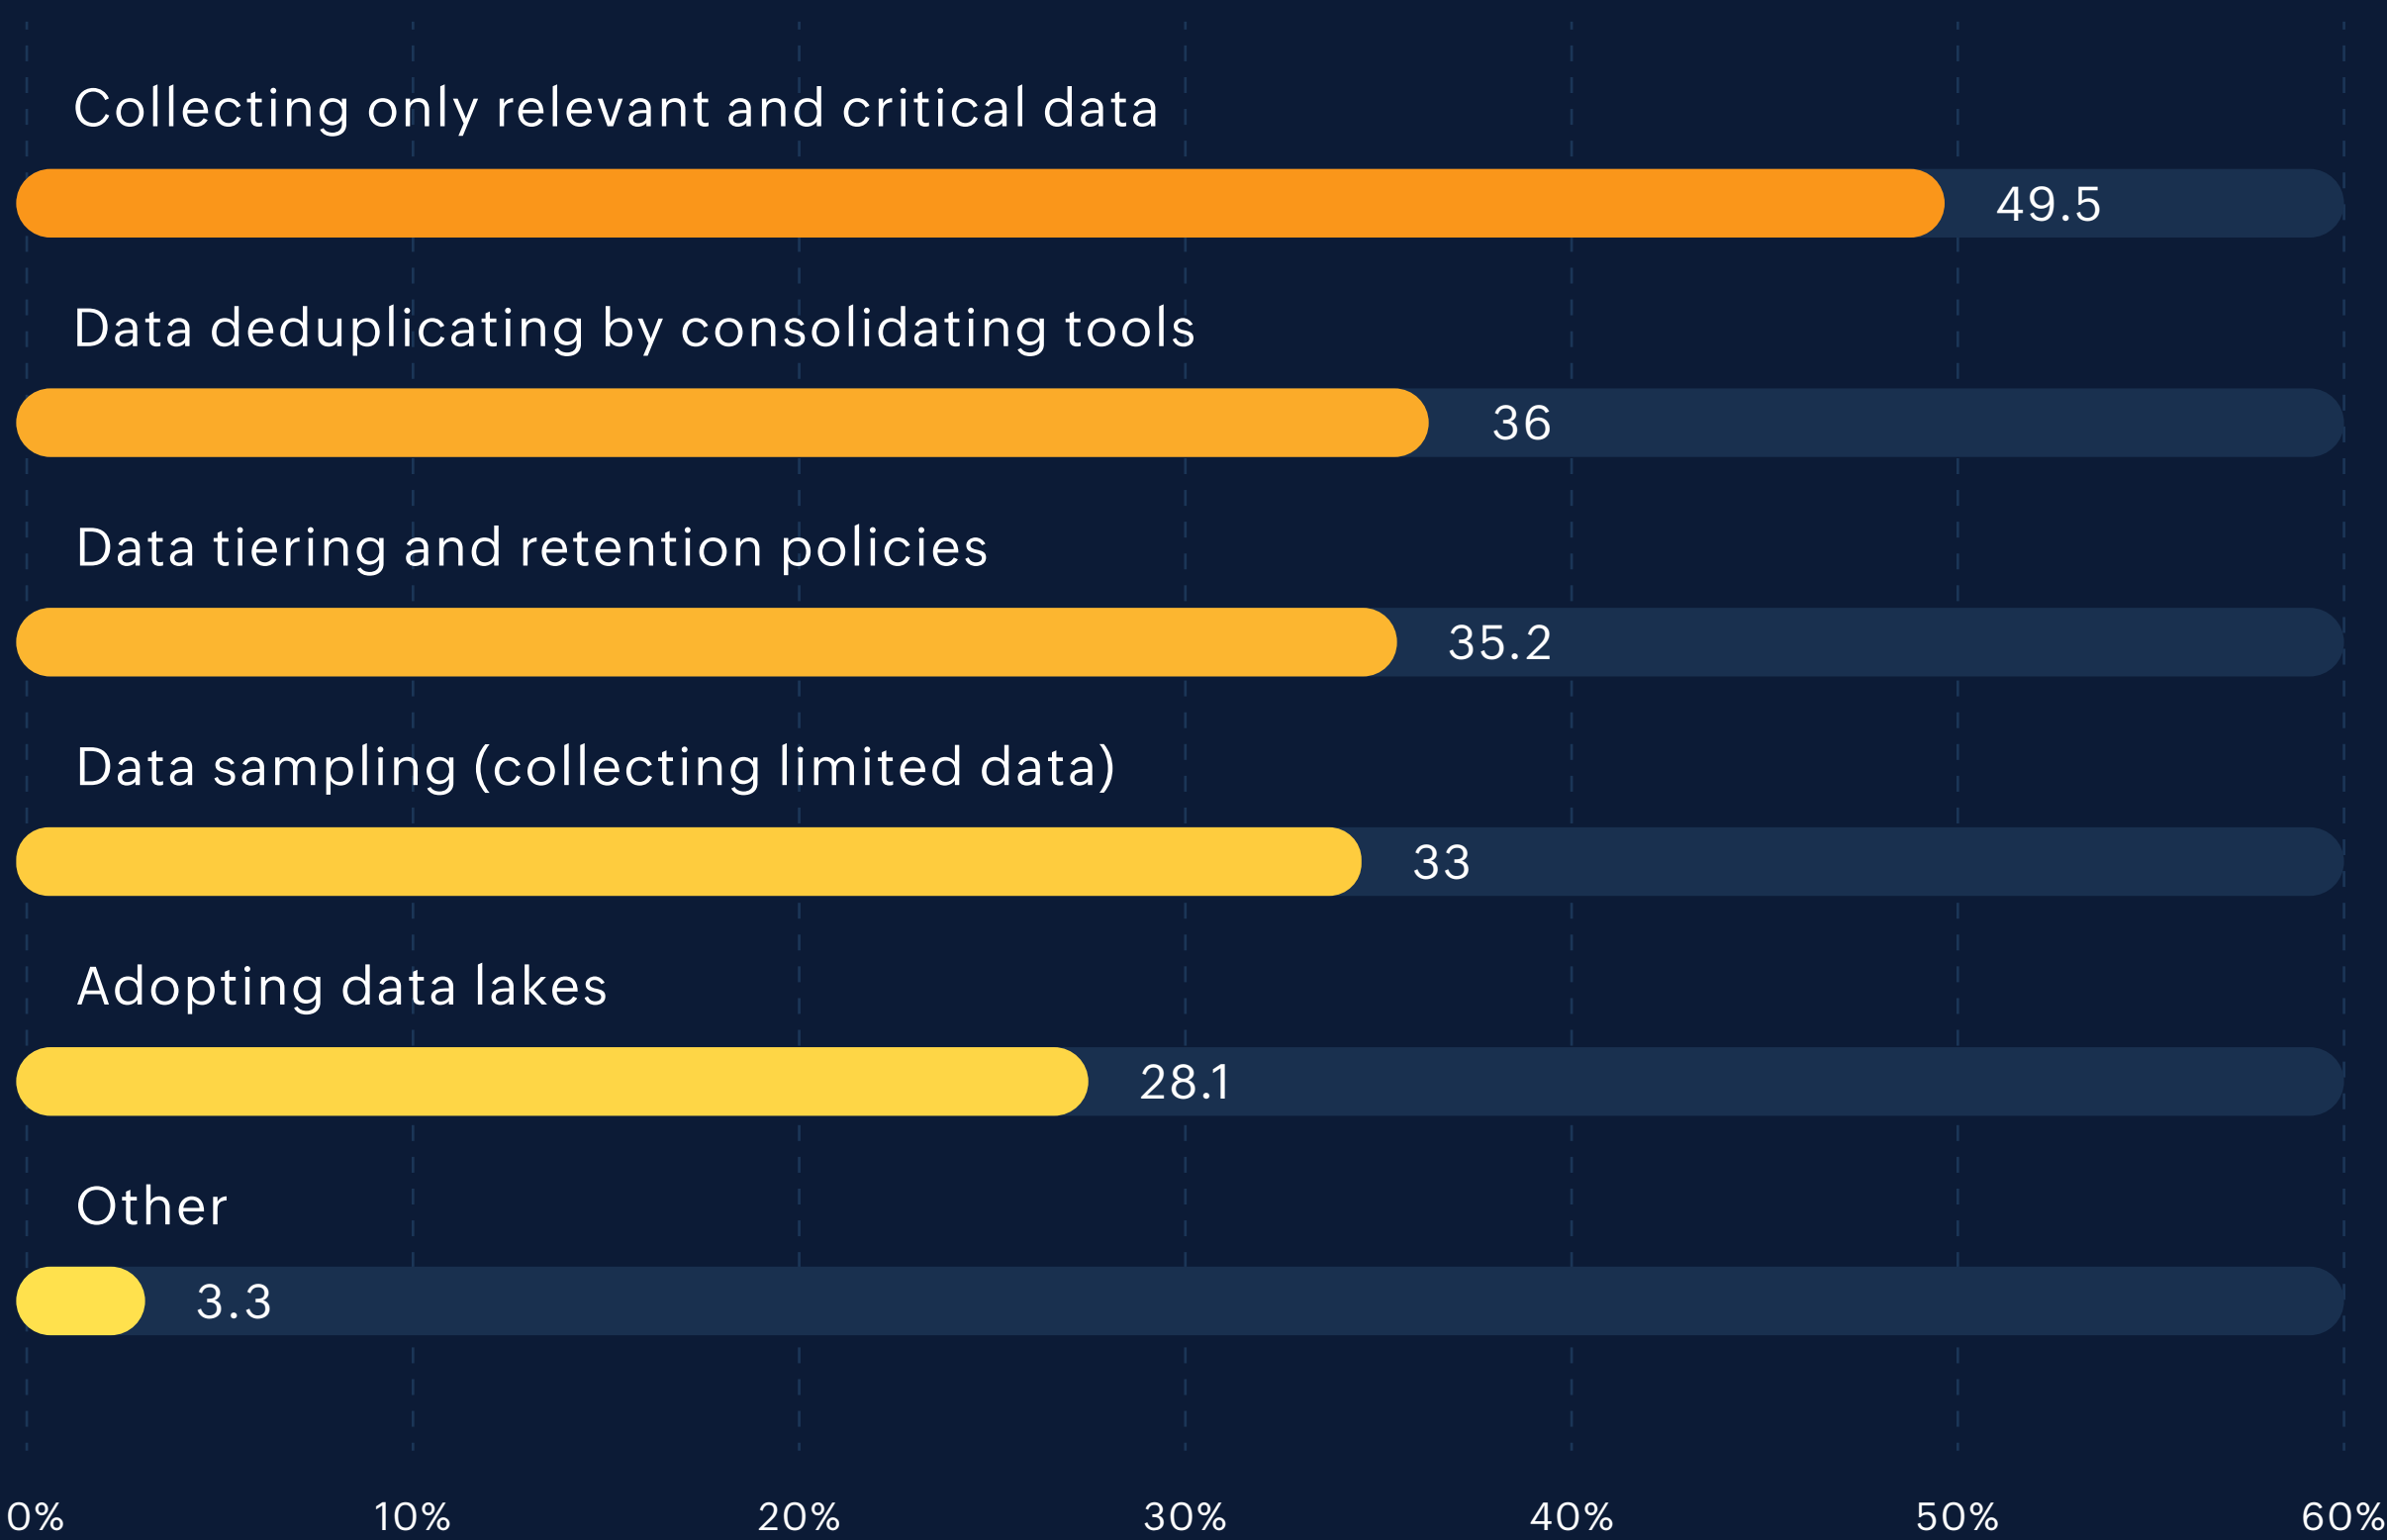 Collecting only relevant and critical data
49.5
Data deduplicating by consolidating tools
36
Data tiering and retention policies
35.2
Data sampling (collecting limited data)
33
Adopting data lakes
28.1
Other
3.3
0% 10% 20% 30% 40% 50% 60%